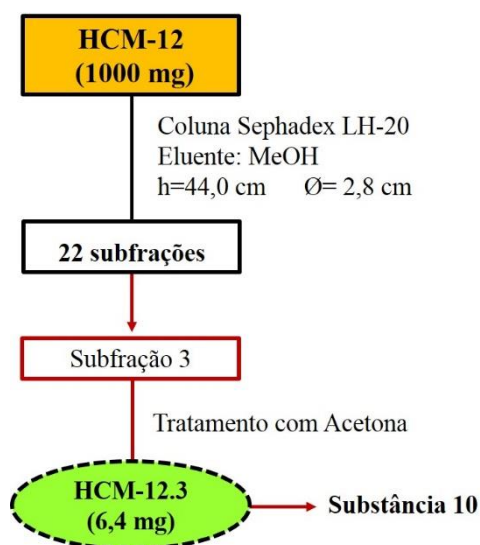 HCM-12
(1000 mg)
Coluna Sephadex LH-20
Eluente: MeOH
h=44,0 cm Ø= 2,8 cm
22 subfrações
Subfração 3
Tratamento com Acetona
HCM-12.3
(6,4 mg)
Substância 10